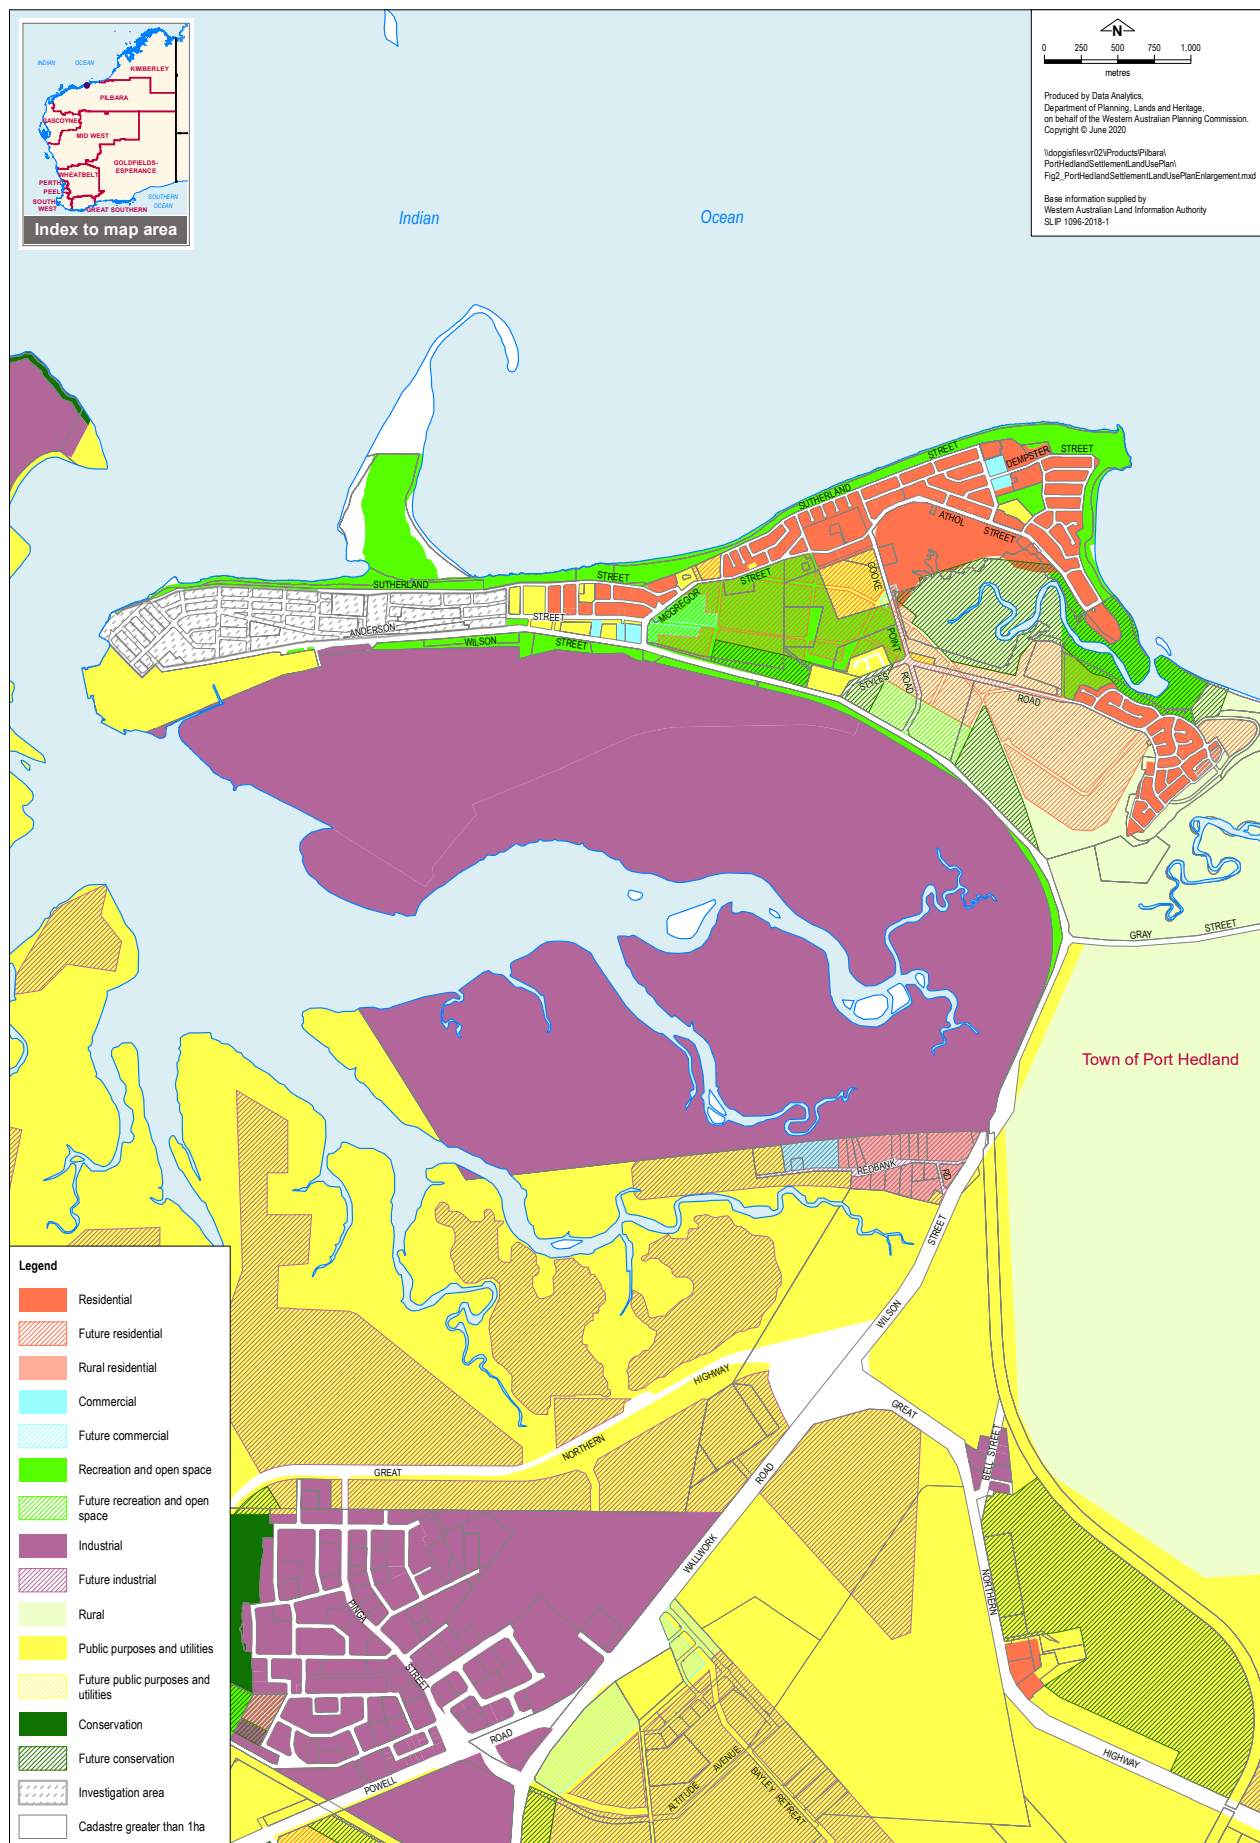 INDIAN OCEAN
KIMBERLEY
PILBARA
GASCOYNE
MID WEST
GOLDFIELDS-
ESPERANCE
WHEATBELT
PERTH
PEEL
SOUTH
WEST
GREAT SOUTHERN
SOUTHERN
OCEAN
Index to map area
N
0 250 500 750 1,000
metres
Produced by Data Analytics,
Department of Planning, Lands and Heritage,
on behalf of the Western Australian Planning Commission.
Copyright © June 2020
\\dopgisfilesvr02\iProducts\Pilbara\
PortHedlandSettlementLandUsePlan\
Fig2_PortHedlandSettlementLandUsePlanEnlargement.mxd
Base information supplied by
Western Australian Land Information Authority
SLIP 1096-2018-1
Indian Ocean
SUTHERLAND STREET
DEMPSTER STREET
ATHOL STREET
SUTHERLAND STREET
MCGREGOR STREET
COOKE POINT ROAD
ANDERSON STREET
WILSON STREET
STYLES ROAD
GRAY STREET
Town of Port Hedland
REDBANK RD
WILSON STREET
GREAT NORTHERN HIGHWAY
GREAT NORTHERN HIGHWAY
BELL STREET
WALLWORK ROAD
PINGA STREET
POWELL ROAD
ALTITUDE AVENUE
BAYLEY RETREAT
Legend
Residential
Future residential
Rural residential
Commercial
Future commercial
Recreation and open space
Future recreation and open
space
Industrial
Future industrial
Rural
Public purposes and utilities
Future public purposes and
utilities
Conservation
Future conservation
Investigation area
Cadastre greater than 1ha